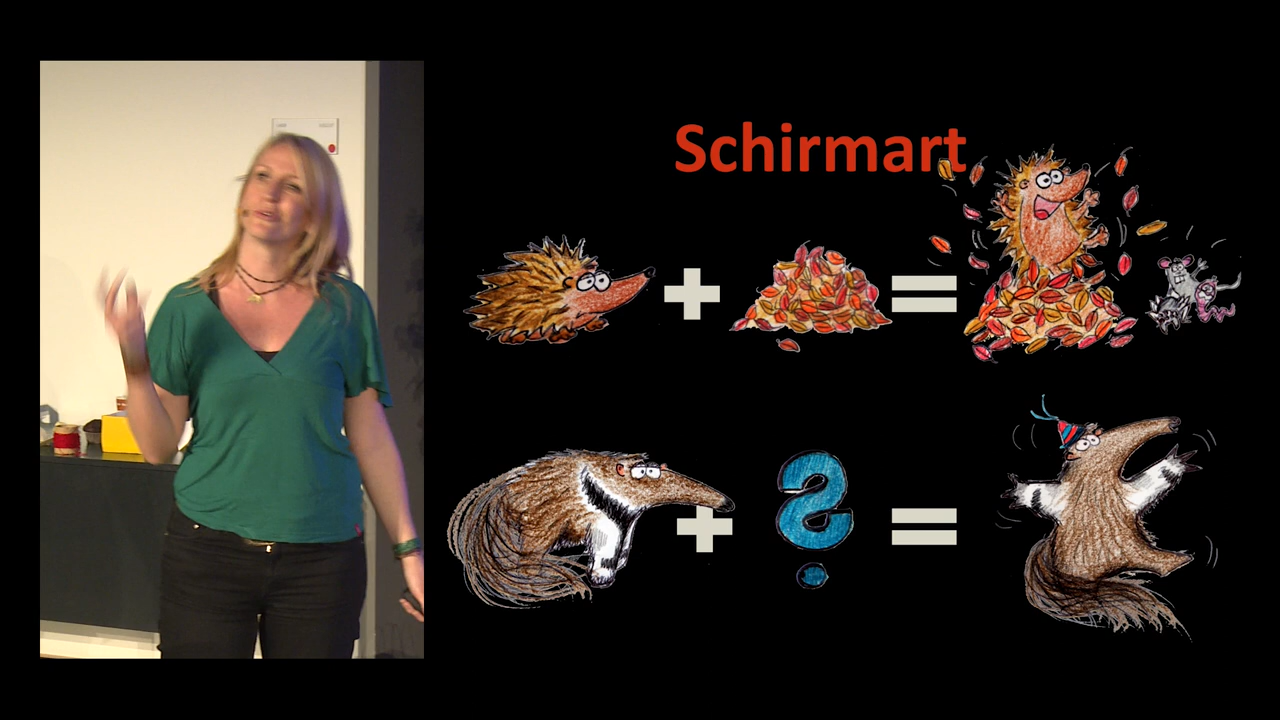 Schirmart
+ =
+ ? =